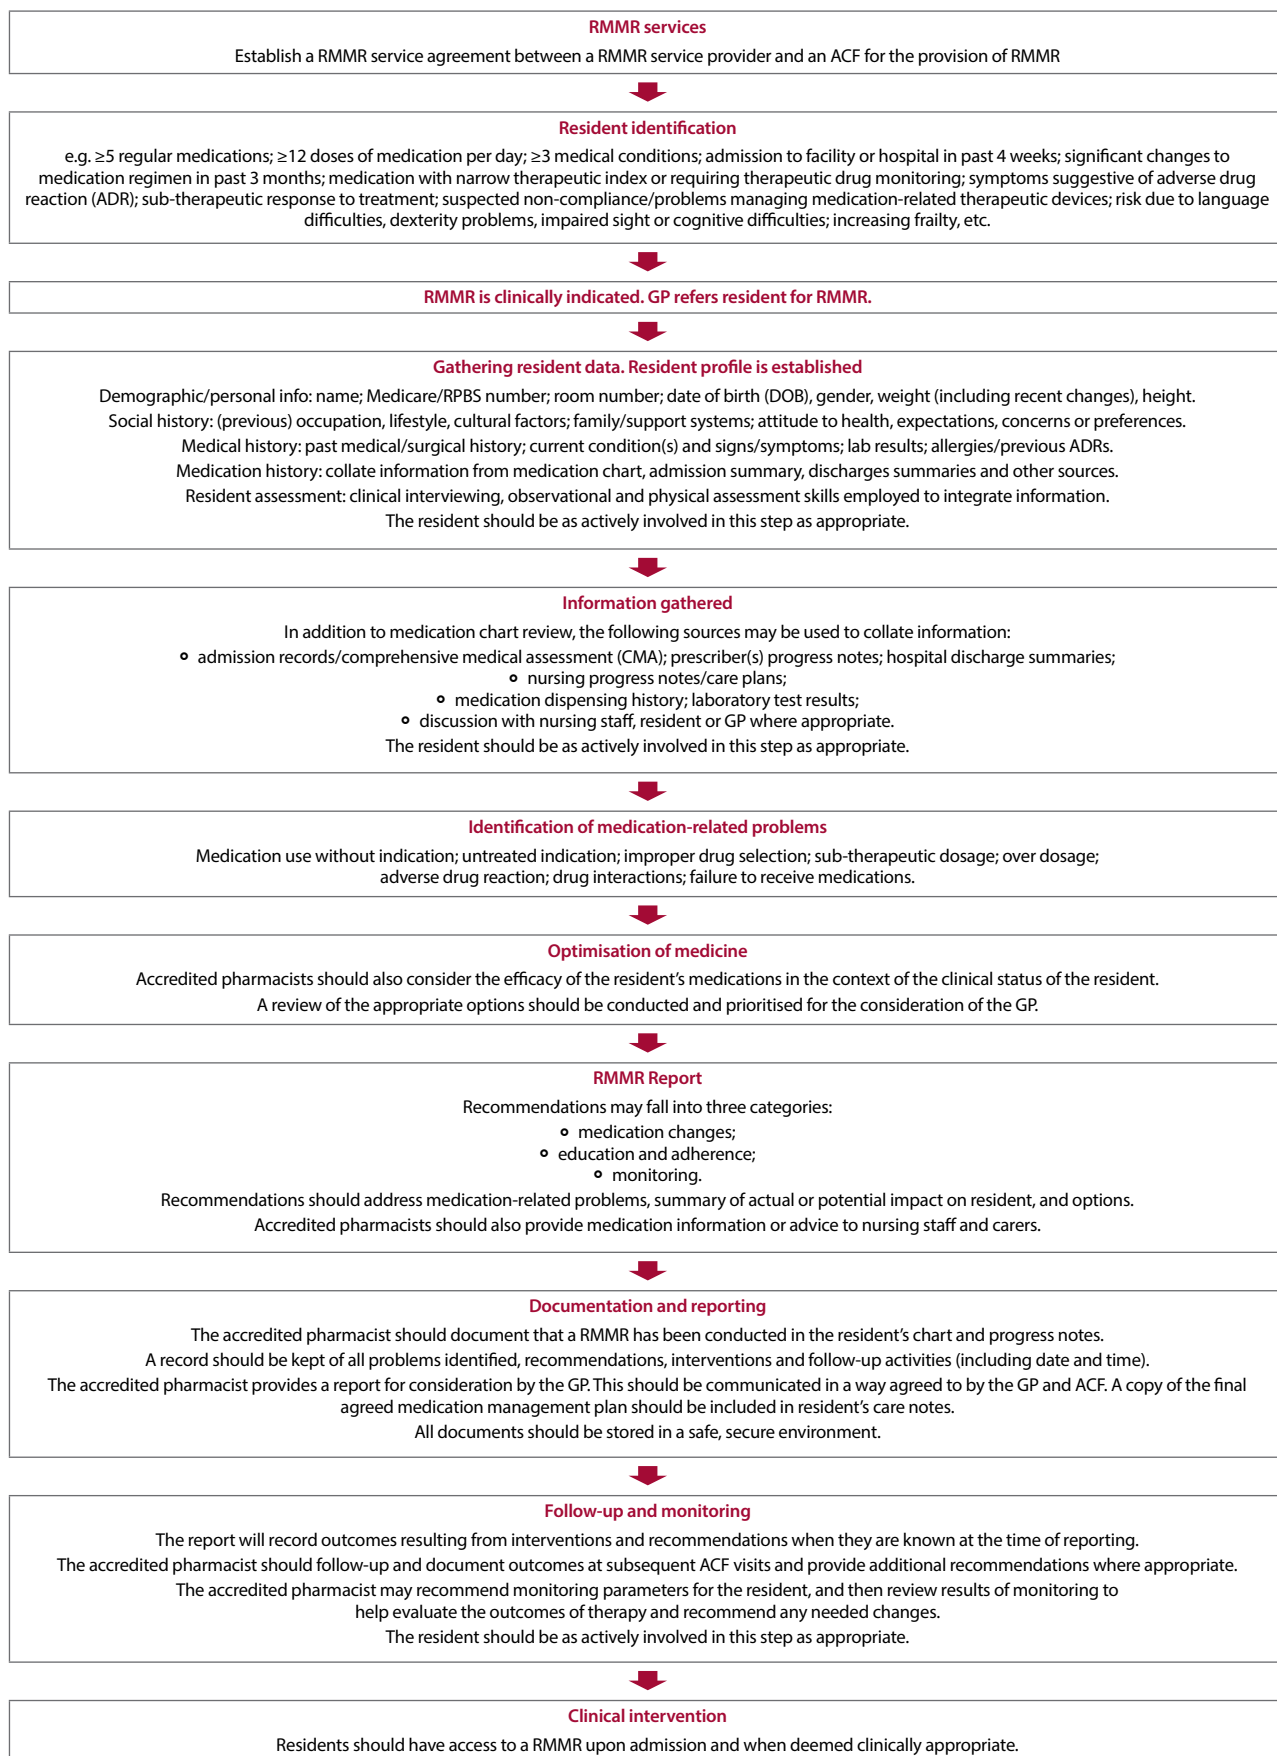 RMMR services
Establish a RMMR service agreement between a RMMR service provider and an ACF for the provision of RMMR
Resident identification
e.g. ≥5 regular medications; ≥12 doses of medication per day; ≥3 medical conditions; admission to facility or hospital in past 4 weeks; significant changes to
medication regimen in past 3 months; medication with narrow therapeutic index or requiring therapeutic drug monitoring; symptoms suggestive of adverse drug
reaction (ADR); sub-therapeutic response to treatment; suspected non-compliance/problems managing medication-related therapeutic devices; risk due to language
difficulties, dexterity problems, impaired sight or cognitive difficulties; increasing frailty, etc.
RMMR is clinically indicated. GP refers resident for RMMR.
Gathering resident data. Resident profile is established
Demographic/personal info: name; Medicare/RPBS number; room number; date of birth (DOB), gender, weight (including recent changes), height.
Social history: (previous) occupation, lifestyle, cultural factors; family/support systems; attitude to health, expectations, concerns or preferences.
Medical history: past medical/surgical history; current condition(s) and signs/symptoms; lab results; allergies/previous ADRs.
Medication history: collate information from medication chart, admission summary, discharges summaries and other sources.
Resident assessment: clinical interviewing, observational and physical assessment skills employed to integrate information.
The resident should be as actively involved in this step as appropriate.
Information gathered
In addition to medication chart review, the following sources may be used to collate information:
° admission records/comprehensive medical assessment (CMA); prescriber(s) progress notes; hospital discharge summaries;
° nursing progress notes/care plans;
° medication dispensing history; laboratory test results;
° discussion with nursing staff, resident or GP where appropriate.
The resident should be as actively involved in this step as appropriate.
Identification of medication-related problems
Medication use without indication; untreated indication; improper drug selection; sub-therapeutic dosage; over dosage;
adverse drug reaction; drug interactions; failure to receive medications.
Optimisation of medicine
Accredited pharmacists should also consider the efficacy of the resident's medications in the context of the clinical status of the resident.
A review of the appropriate options should be conducted and prioritised for the consideration of the GP.
RMMR Report
Recommendations may fall into three categories:
° medication changes;
° education and adherence;
° monitoring.
Recommendations should address medication-related problems, summary of actual or potential impact on resident, and options.
Accredited pharmacists should also provide medication information or advice to nursing staff and carers.
Documentation and reporting
The accredited pharmacist should document that a RMMR has been conducted in the resident's chart and progress notes.
A record should be kept of all problems identified, recommendations, interventions and follow-up activities (including date and time).
The accredited pharmacist provides a report for consideration by the GP. This should be communicated in a way agreed to by the GP and ACF. A copy of the final
agreed medication management plan should be included in resident's care notes.
All documents should be stored in a safe, secure environment.
Follow-up and monitoring
The report will record outcomes resulting from interventions and recommendations when they are known at the time of reporting.
The accredited pharmacist should follow-up and document outcomes at subsequent ACF visits and provide additional recommendations where appropriate.
The accredited pharmacist may recommend monitoring parameters for the resident, and then review results of monitoring to
help evaluate the outcomes of therapy and recommend any needed changes.
The resident should be as actively involved in this step as appropriate.
Clinical intervention
Residents should have access to a RMMR upon admission and when deemed clinically appropriate.